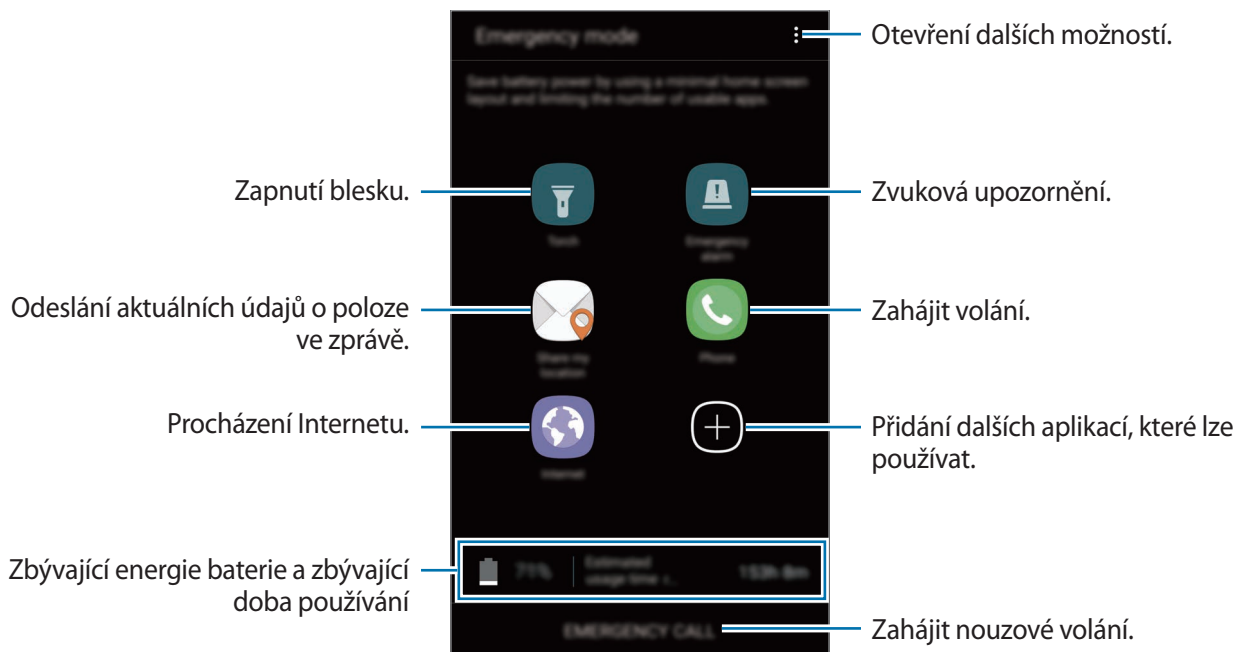 Emergency mode
Otevření dalších možností.
Save battery power by using a minimal home screen
layout and limiting the number of usable apps.
Zapnutí blesku.
Torch
Zvuková upozornění.
Emergency
alarm
Odeslání aktuálních údajů o poloze
ve zprávě.
Share my
location
Zahájit volání.
Phone
Procházení Internetu.
Internet
Přidání dalších aplikací, které lze
používat.
Zbývající energie baterie a zbývající
doba používání
Estimated
usage time
EMERGENCY CALL
Zahájit nouzové volání.